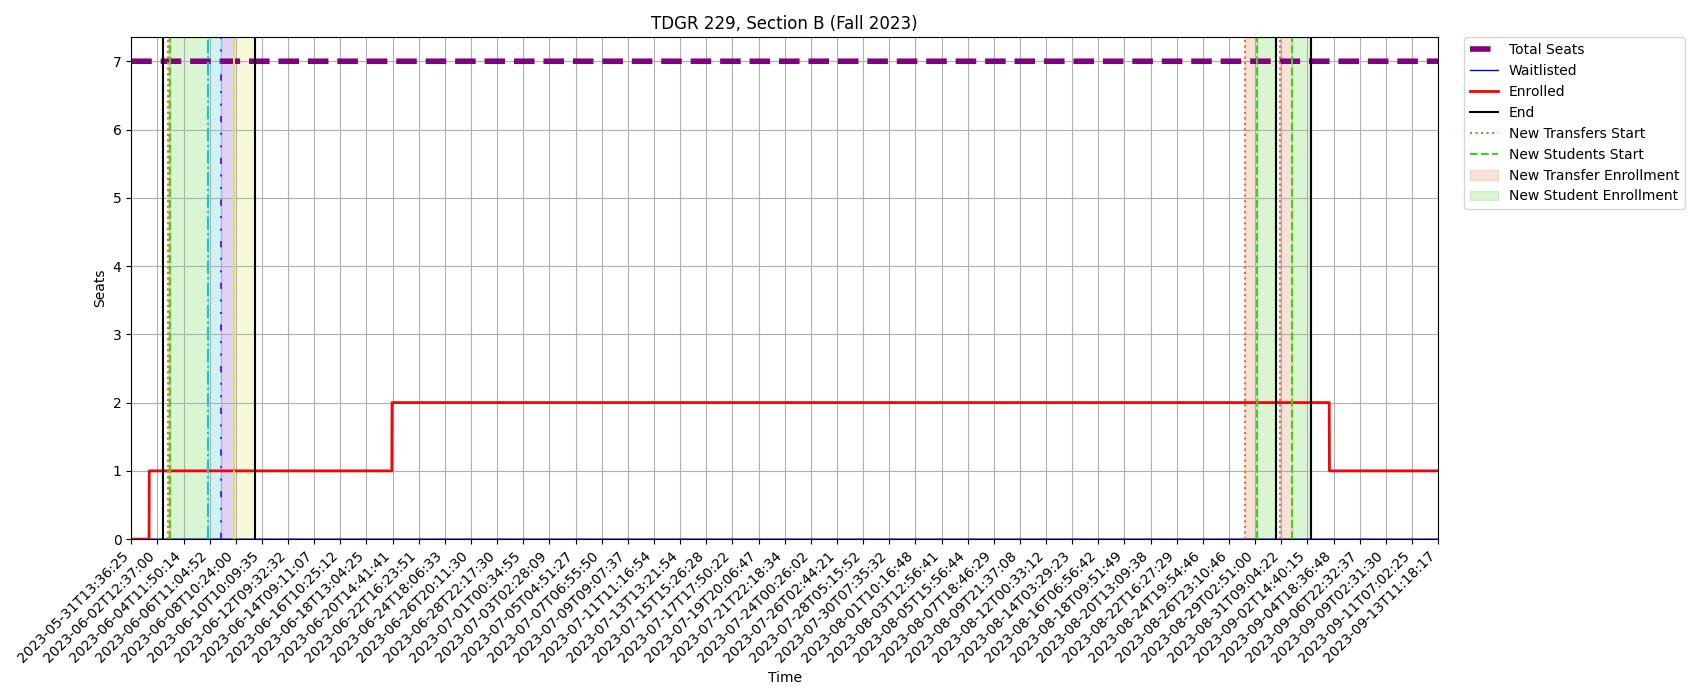 TDGR 229, Section B (Fall 2023)
Total Seats
Waitlisted
Enrolled
End
New Transfers Start
New Students Start
New Transfer Enrollment
New Student Enrollment
Seats
7
6
5
4
3
2
1
0
2023-05-31T13:36:25
2023-06-02T12:37:00
2023-06-04T11:50:14
2023-06-06T11:04:52
2023-06-08T10:24:00
2023-06-10T10:09:35
2023-06-12T09:32:32
2023-06-14T09:11:07
2023-06-16T10:25:12
2023-06-18T13:04:25
2023-06-20T14:41:41
2023-06-22T16:23:51
2023-06-24T18:06:33
2023-06-26T20:11:30
2023-06-28T22:17:30
2023-07-01T00:34:55
2023-07-03T02:28:09
2023-07-05T04:51:27
2023-07-07T06:55:50
2023-07-09T09:07:37
2023-07-11T11:16:54
2023-07-13T13:21:54
2023-07-15T15:26:28
2023-07-17T17:50:22
2023-07-19T20:06:47
2023-07-21T22:18:34
2023-07-24T00:26:02
2023-07-26T02:44:21
2023-07-28T05:15:52
2023-07-30T07:35:32
2023-08-01T10:16:48
2023-08-03T12:56:41
2023-08-05T15:56:44
2023-08-07T18:46:29
2023-08-09T21:37:08
2023-08-12T00:33:12
2023-08-14T03:29:23
2023-08-16T06:56:42
2023-08-18T09:51:49
2023-08-20T13:09:38
2023-08-22T16:27:29
2023-08-24T19:54:46
2023-08-26T23:10:46
2023-08-29T02:51:00
2023-08-31T09:04:22
2023-09-02T14:40:15
2023-09-04T18:36:48
2023-09-06T22:32:37
2023-09-09T02:31:30
2023-09-11T07:02:25
2023-09-13T11:18:17
Time